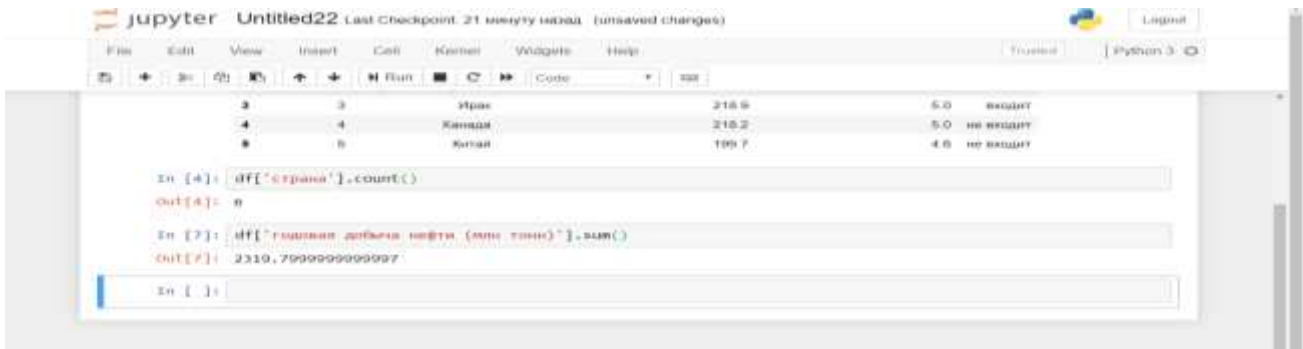 jupyter Untitled22 Last Checkpoint: 21 минуту назад (unsaved changes) Logout
File Edit View Insert Cell Kernel Widgets Help Trusted Python 3
Run Code
3 Ирак 218.9 5.0 входит
4 4 Канада 218.2 5.0 не входит
5 Китай 199.7 4.6 не входит
In [4]: df['страна'].count()
Out[4]:
In [7]: df['годовая добыча нефти (млн тонн)'].sum()
Out[7]: 2319.7999999999997
In [ ]: